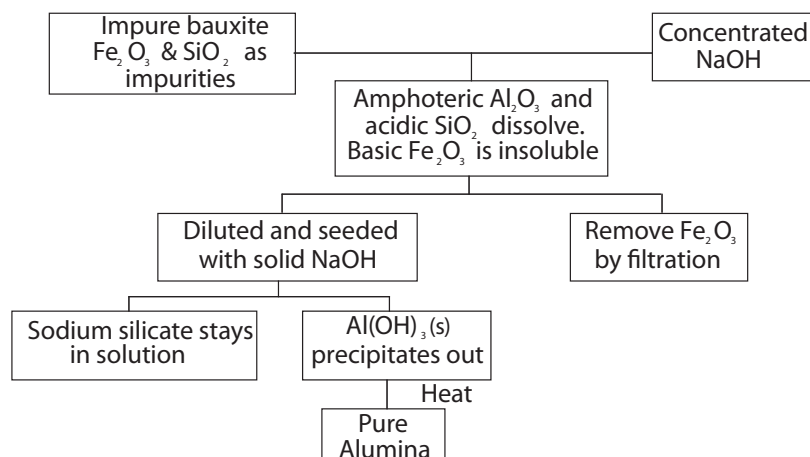 Impure bauxite
Fe₂O₃ & SiO₂ as
impurities
Concentrated
NaOH
Amphoteric Al₂O₃ and
acidic SiO₂ dissolve.
Basic Fe₂O₃ is insoluble
Diluted and seeded
with solid NaOH
Remove Fe₂O₃
by filtration
Sodium silicate stays
in solution
Al(OH)₃(s)
precipitates out
Heat
Pure
Alumina